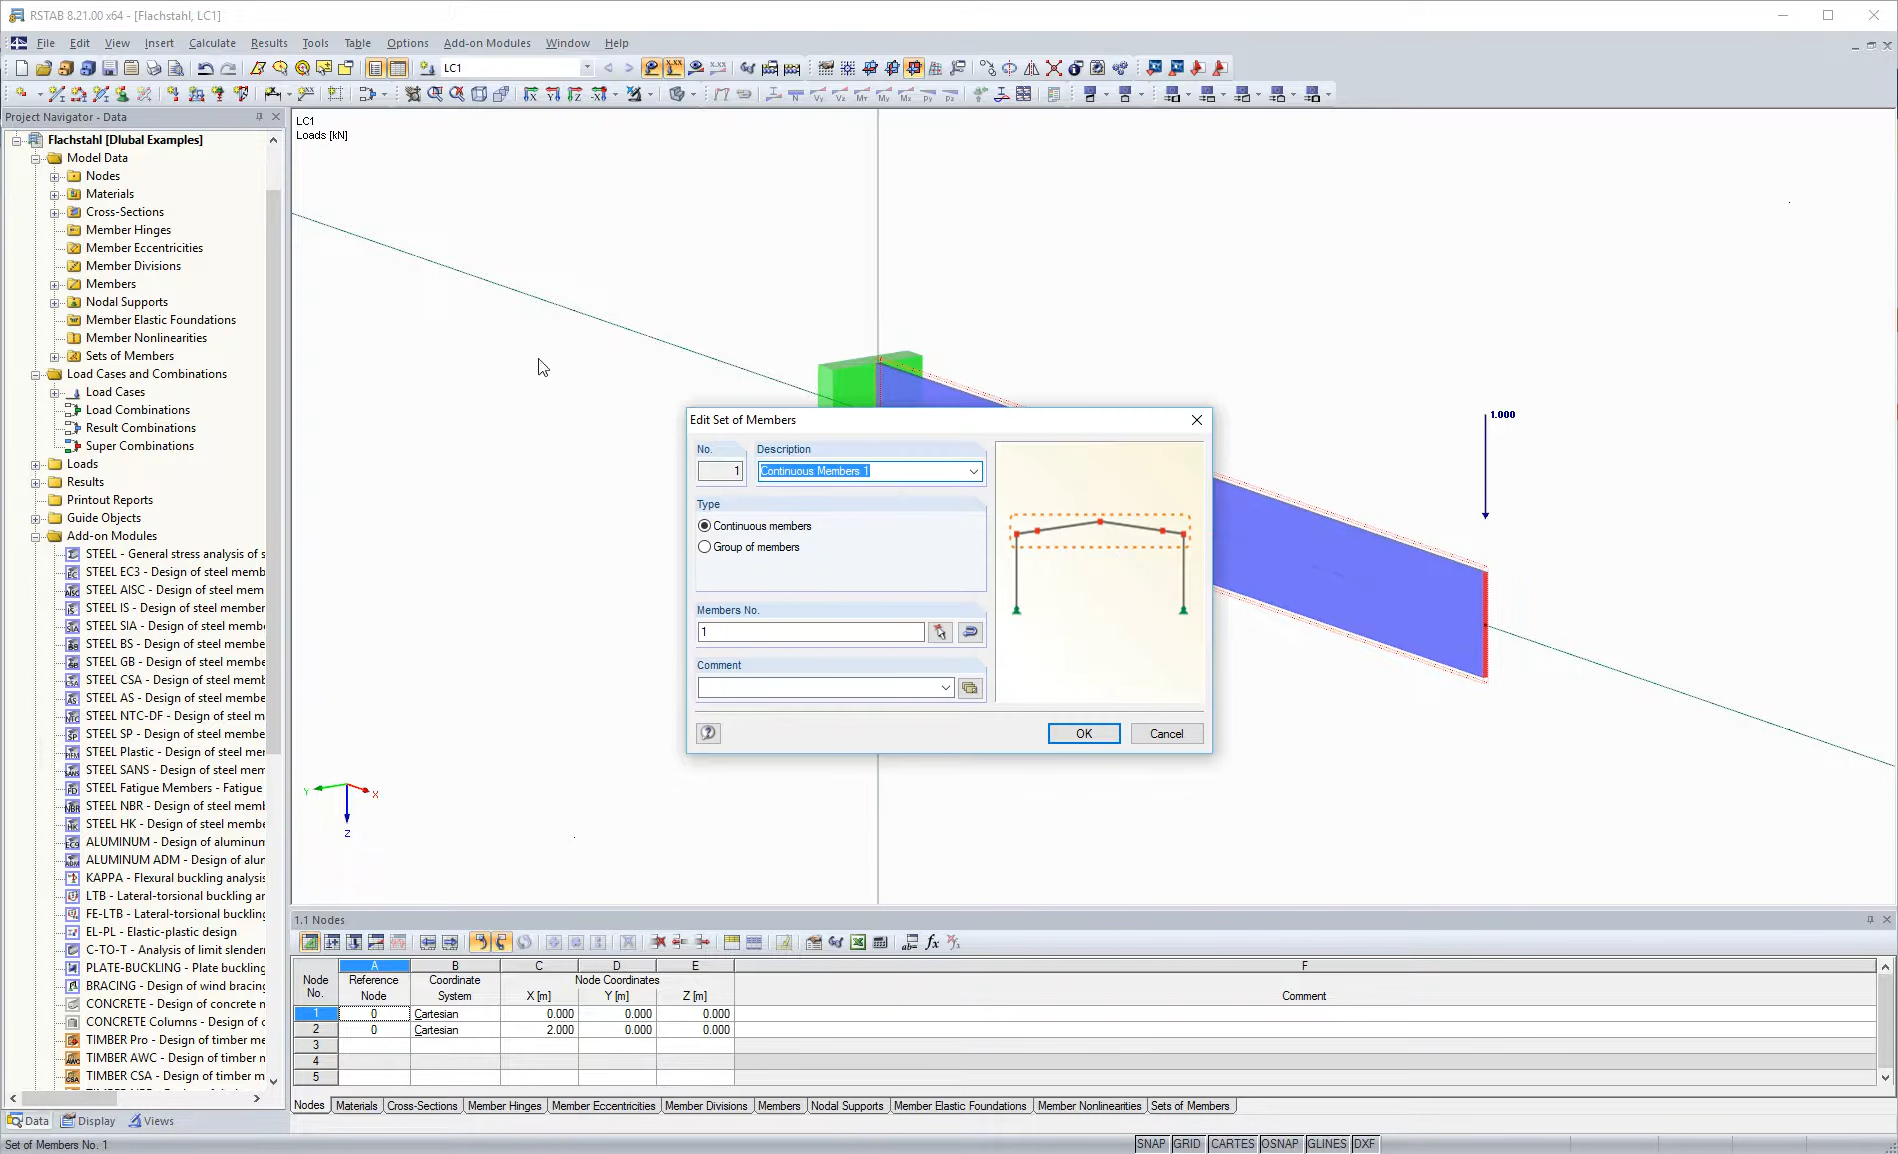 RSTAB 8.21.00 x64 - [Flachstahl, LC1]
File Edit View Insert Calculate Results Tools Table Options Add-on Modules Window Help
LC1
Project Navigator - Data
Flachstahl [Dlubal Examples]
Model Data
Nodes
Materials
Cross-Sections
Member Hinges
Member Eccentricities
Member Divisions
Members
Nodal Supports
Member Elastic Foundations
Member Nonlinearities
Sets of Members
Load Cases and Combinations
Load Cases
Load Combinations
Result Combinations
Super Combinations
Loads
Results
Printout Reports
Guide Objects
Add-on Modules
STEEL - General stress analysis of s
STEEL EC3 - Design of steel memb
STEEL AISC - Design of steel mem
STEEL IS - Design of steel member
STEEL SIA - Design of steel membe
STEEL BS - Design of steel membe
STEEL GB - Design of steel membe
STEEL CSA - Design of steel membe
STEEL AS - Design of steel membe
STEEL NTC-DF - Design of steel me
STEEL SP - Design of steel membe
STEEL Plastic - Design of steel mer
STEEL SANS - Design of steel mem
STEEL Fatigue Members - Fatigue
STEEL NBR - Design of steel memb
STEEL HK - Design of steel membe
ALUMINUM - Design of aluminum
ALUMINUM ADM - Design of alur
KAPPA - Flexural buckling analysis
LTB - Lateral-torsional buckling ar
FE-LTB - Lateral-torsional buckling
EL-PL - Elastic-plastic design
C-TO-T - Analysis of limit slender
PLATE-BUCKLING - Plate buckling
BRACING - Design of wind bracing
CONCRETE - Design of concrete m
CONCRETE Columns - Design of c
TIMBER Pro - Design of timber me
TIMBER AWC - Design of timber m
TIMBER CSA - Design of timber m
Data Display Views
Set of Members No. 1
LC1
Loads [kN]
1.000
Y
X
Z
Edit Set of Members
No.
1
Description
Continuous Members 1
Type
Continuous members
Group of members
Members No.
1
Comment
OK Cancel
1.1 Nodes
A B C D E F
Node Reference Coordinate Node Coordinates
No. Node System X [m] Y [m] Z [m] Comment
1 0 Cartesian 0.000 0.000 0.000
2 0 Cartesian 2.000 0.000 0.000
3
4
5
Nodes Materials Cross-Sections Member Hinges Member Eccentricities Member Divisions Members Nodal Supports Member Elastic Foundations Member Nonlinearities Sets of Members
SNAP GRID CARTES OSNAP GLINES DXF